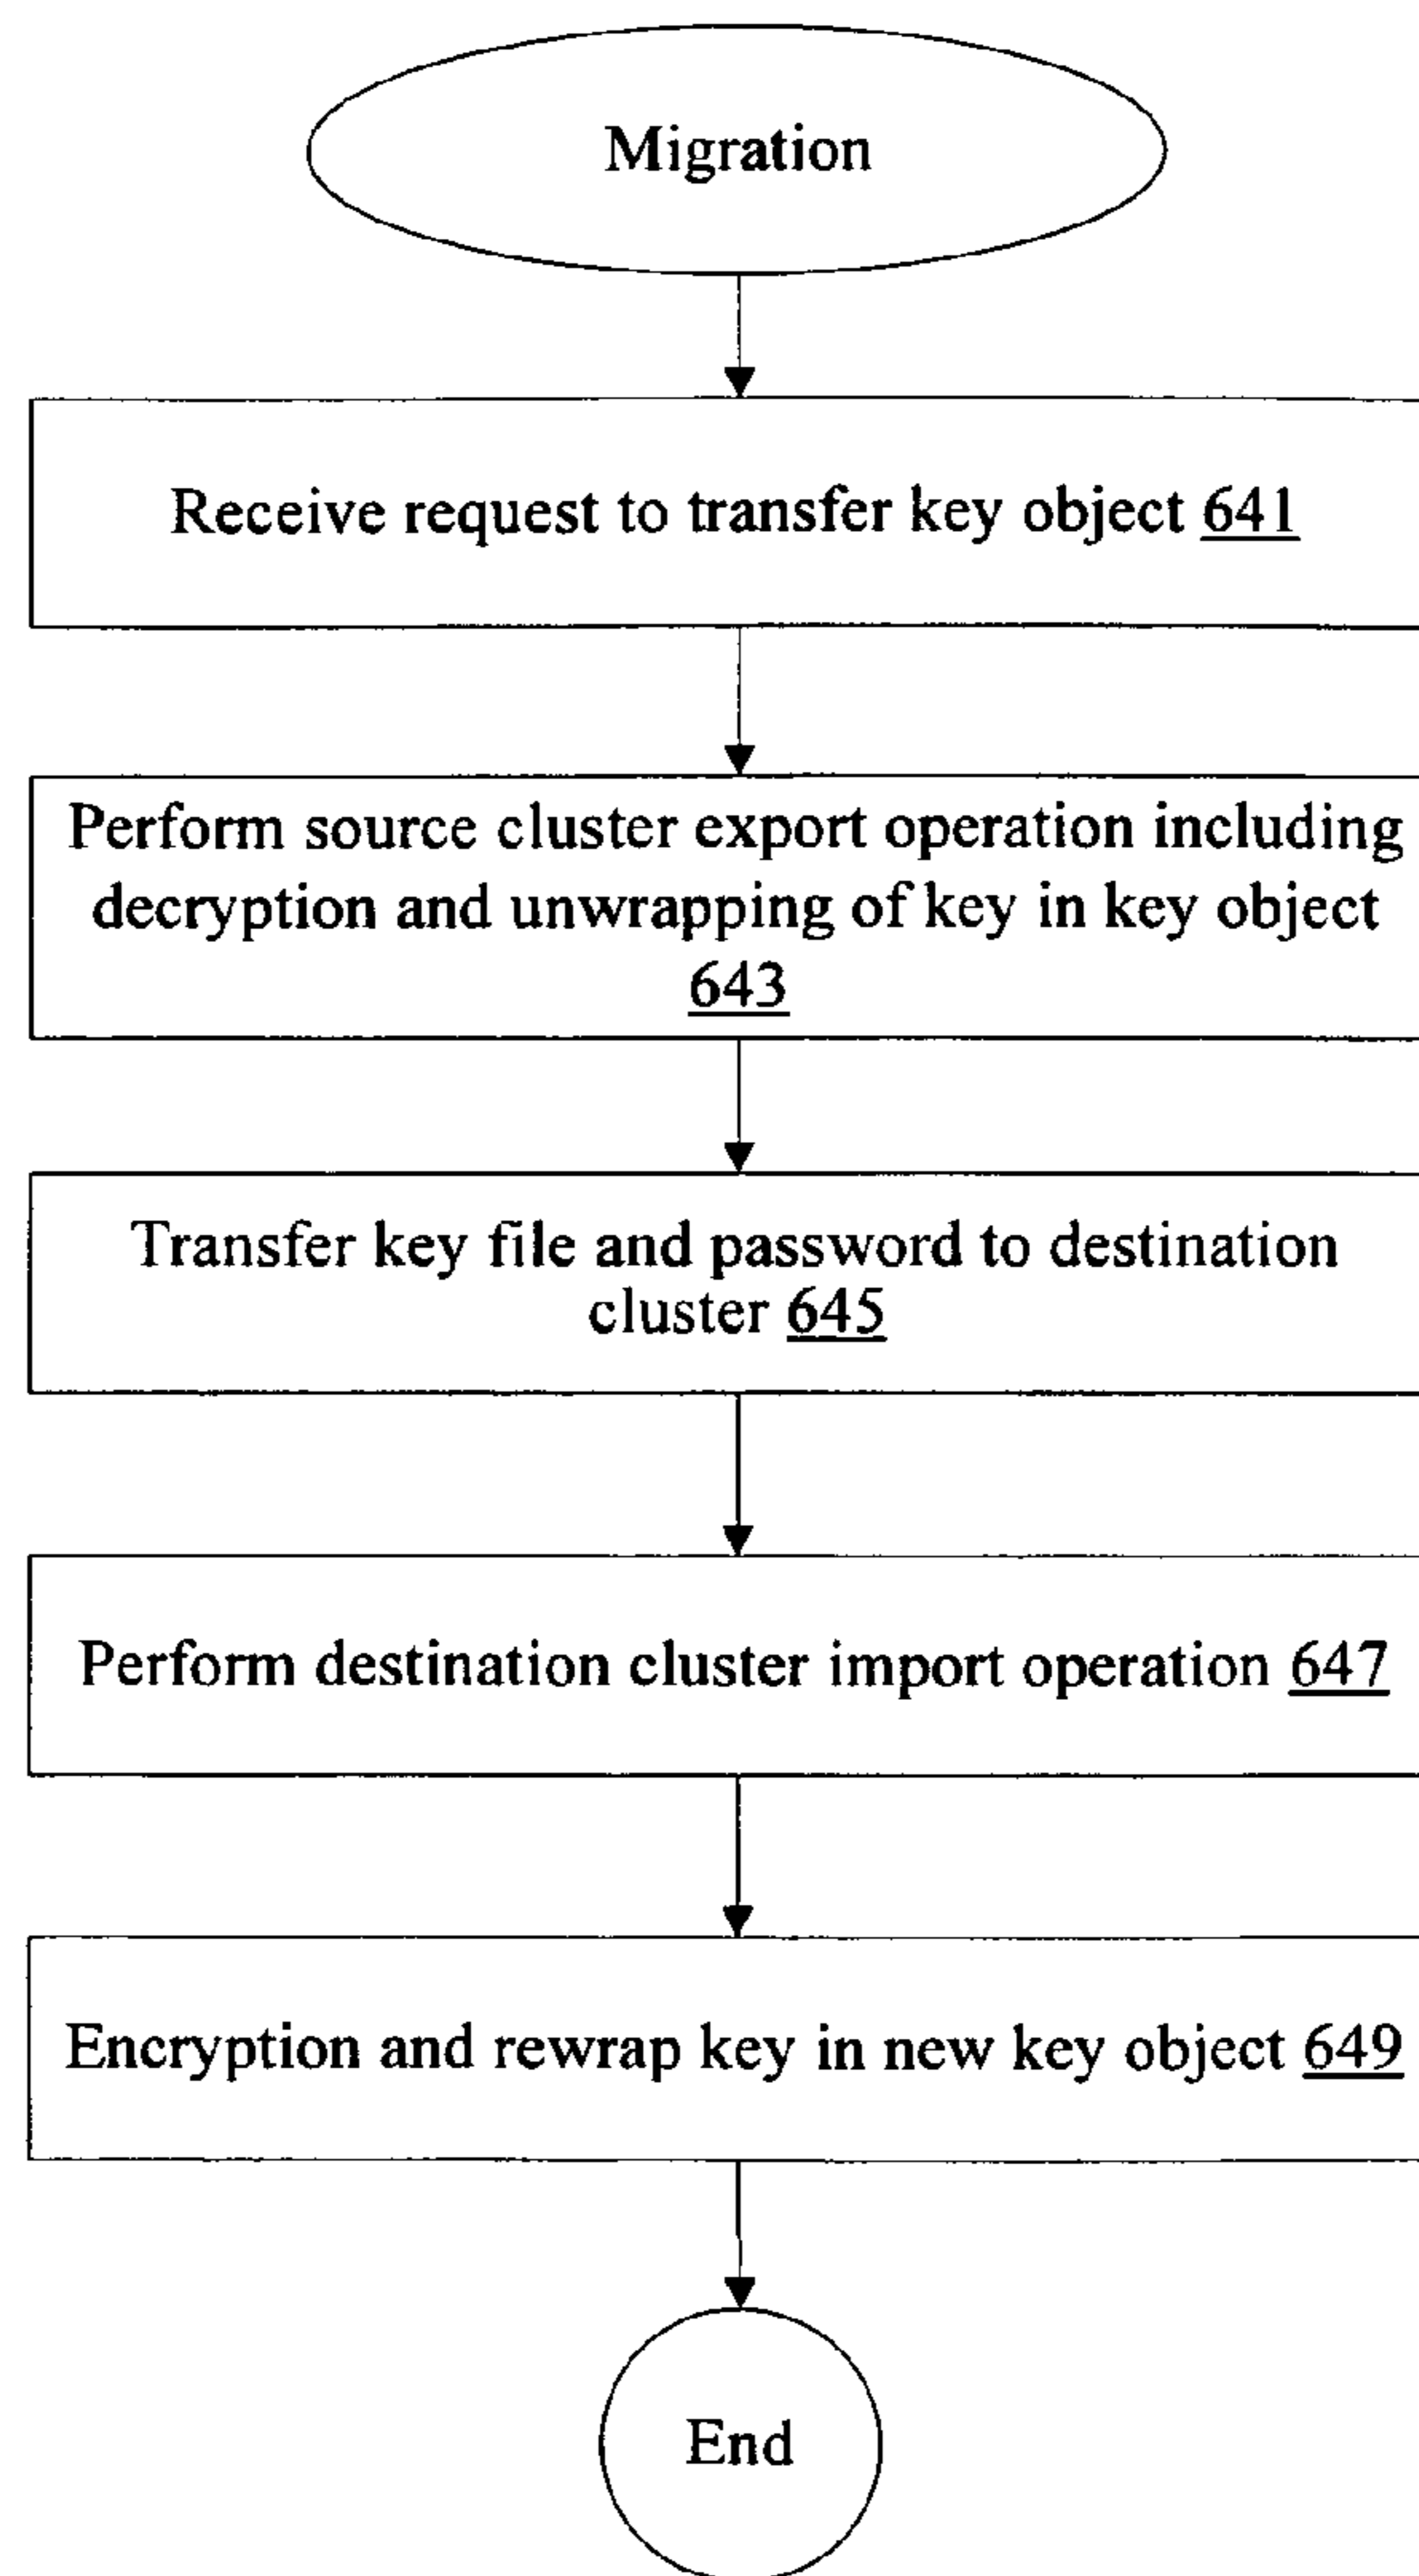 Migration
Receive request to transfer key object 641
Perform source cluster export operation including
decryption and unwrapping of key in key object
643
Transfer key file and password to destination
cluster 645
Perform destination cluster import operation 647
Encryption and rewrap key in new key object 649
End